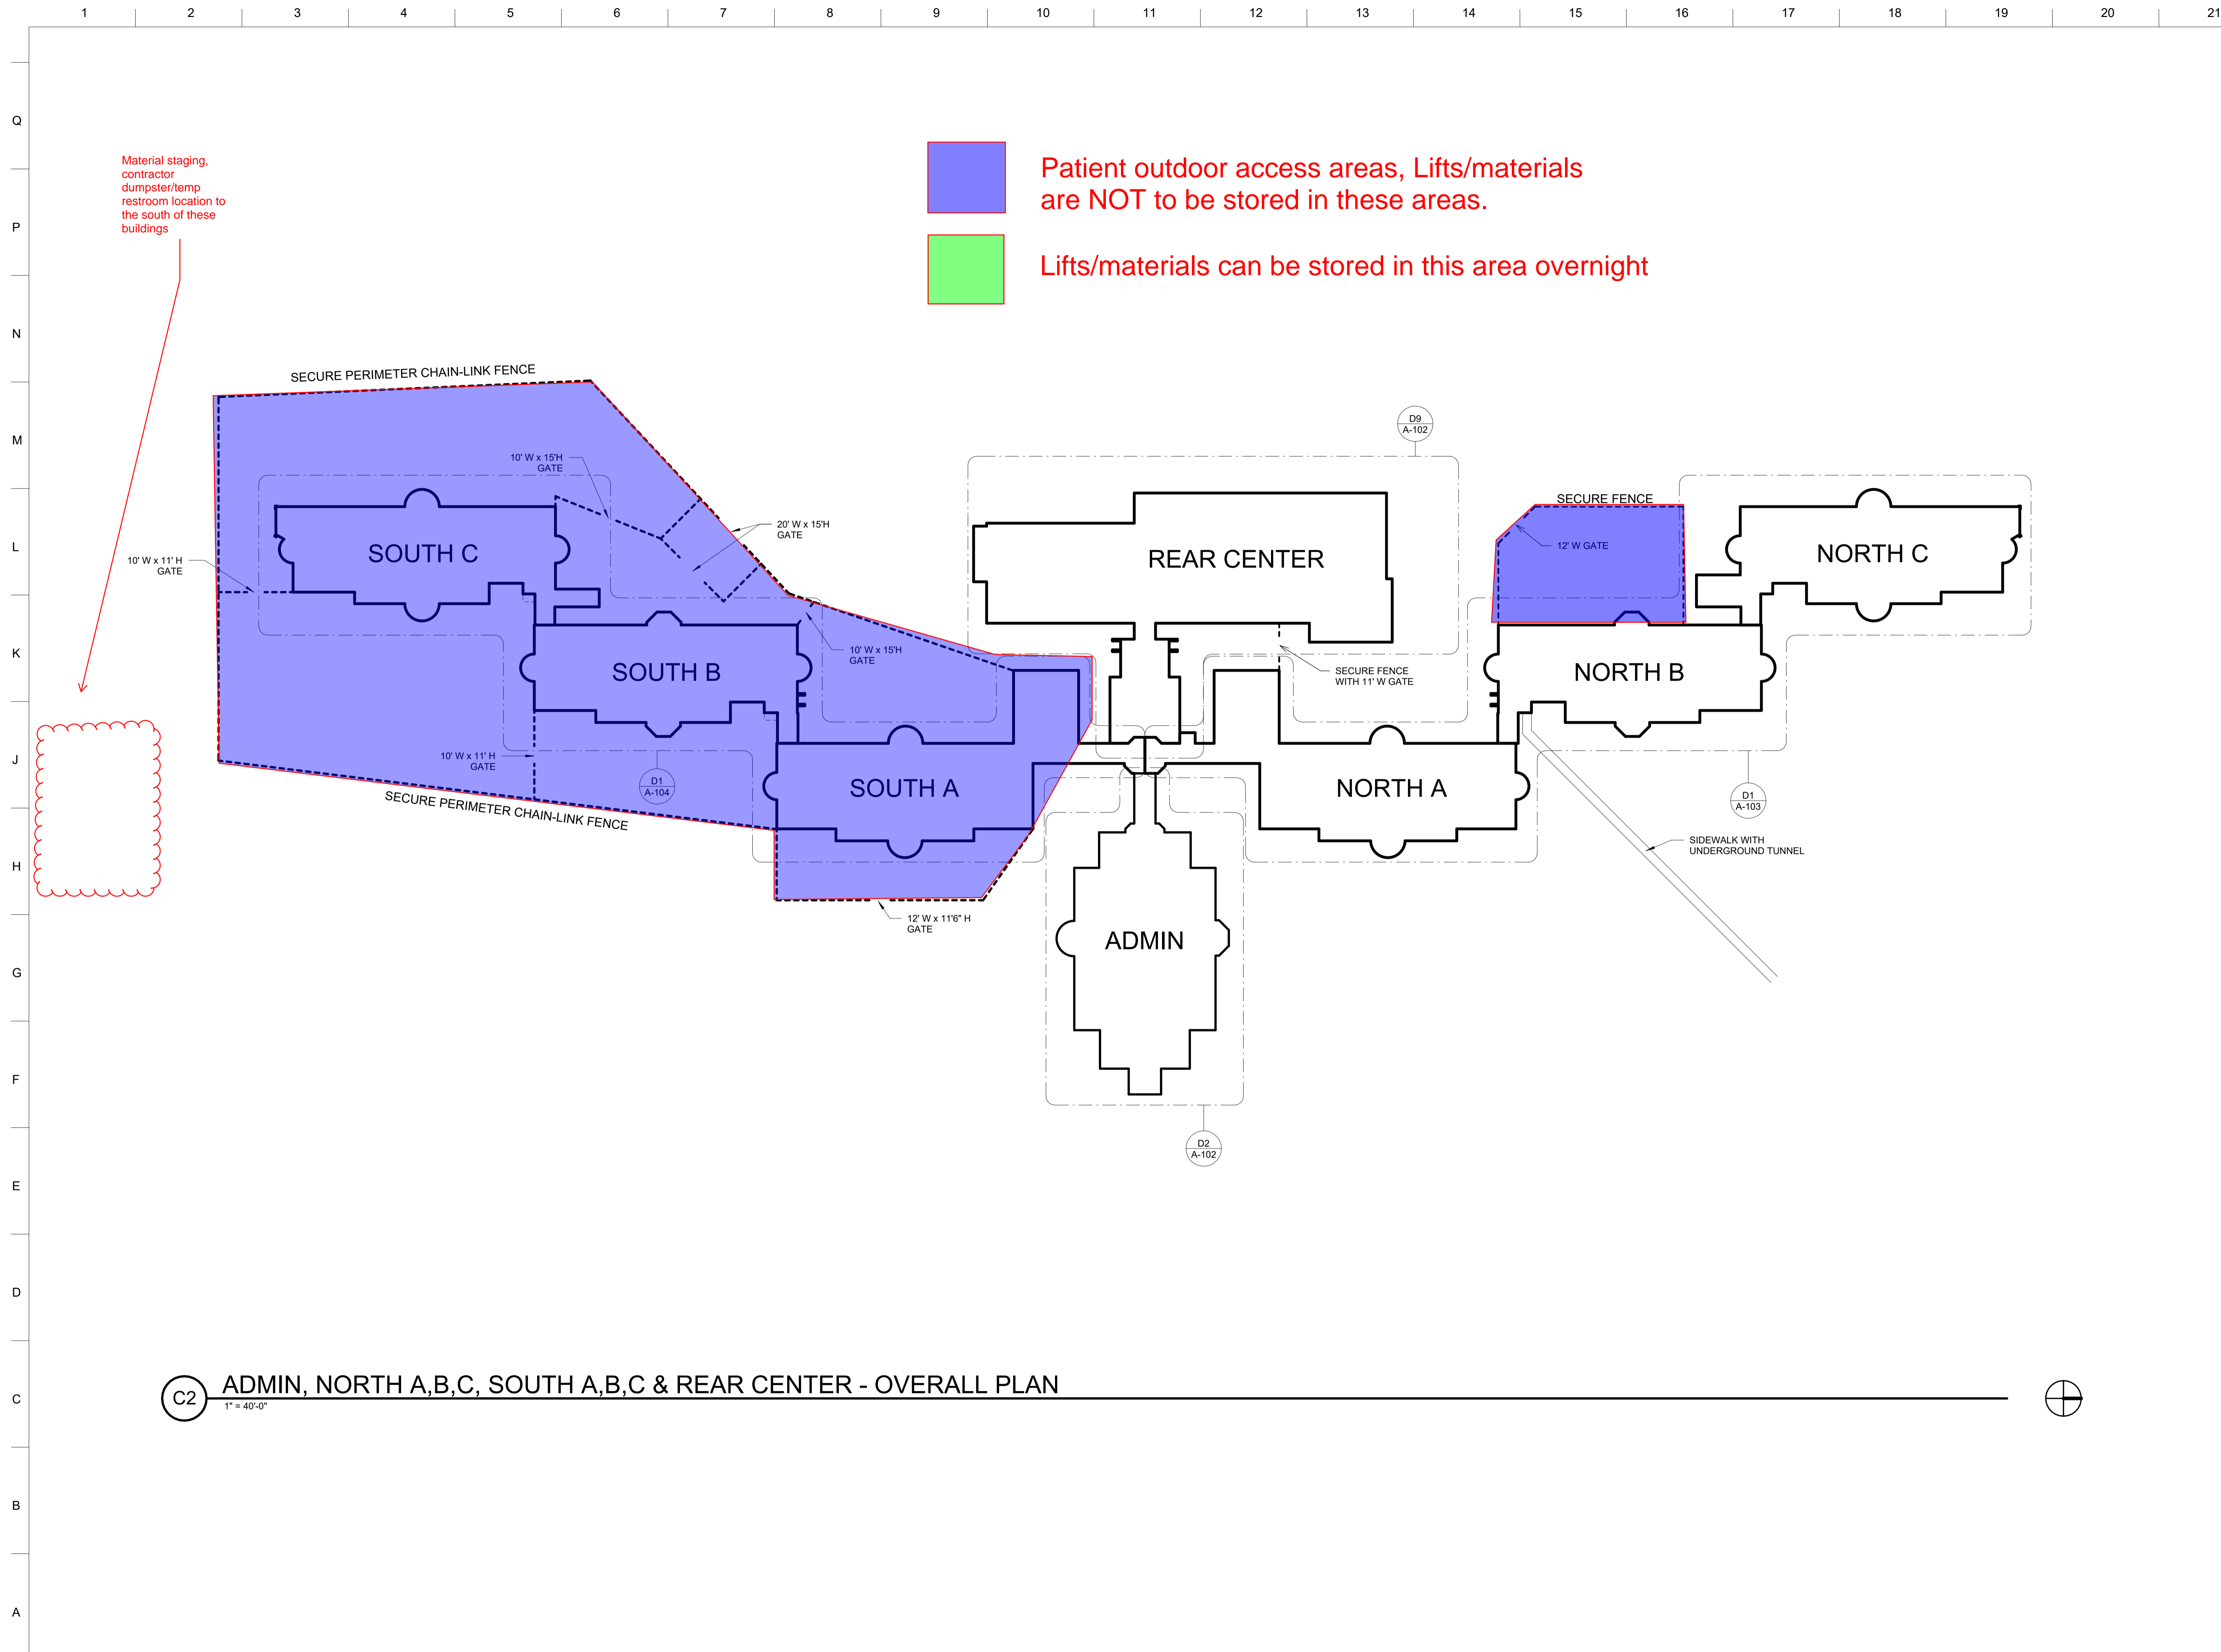 1 2 3 4 5 6 7 8 9 10 11 12 13 14 15 16 17 18 19 20 21
Q
P
N
M
L
K
J
H
G
F
E
D
C
B
A
Material staging,
contractor
dumpster/temp
restroom location to
the south of these
buildings
Patient outdoor access areas, Lifts/materials
are NOT to be stored in these areas.
Lifts/materials can be stored in this area overnight
SECURE PERIMETER CHAIN-LINK FENCE
D9
A-102
10' W x 15'H
GATE
20' W x 15'H
GATE
SECURE FENCE
12' W GATE
SOUTH C
REAR CENTER
NORTH C
10' W x 11' H
GATE
10' W x 15'H
GATE
SOUTH B
SECURE FENCE
WITH 11' W GATE
NORTH B
10' W x 11' H
GATE
D1
A-104
SOUTH A
NORTH A
D1
A-103
SECURE PERIMETER CHAIN-LINK FENCE
SIDEWALK WITH
UNDERGROUND TUNNEL
12' W x 11'6" H
GATE
ADMIN
D2
A-102
C2
ADMIN, NORTH A,B,C, SOUTH A,B,C & REAR CENTER - OVERALL PLAN
1" = 40'-0"